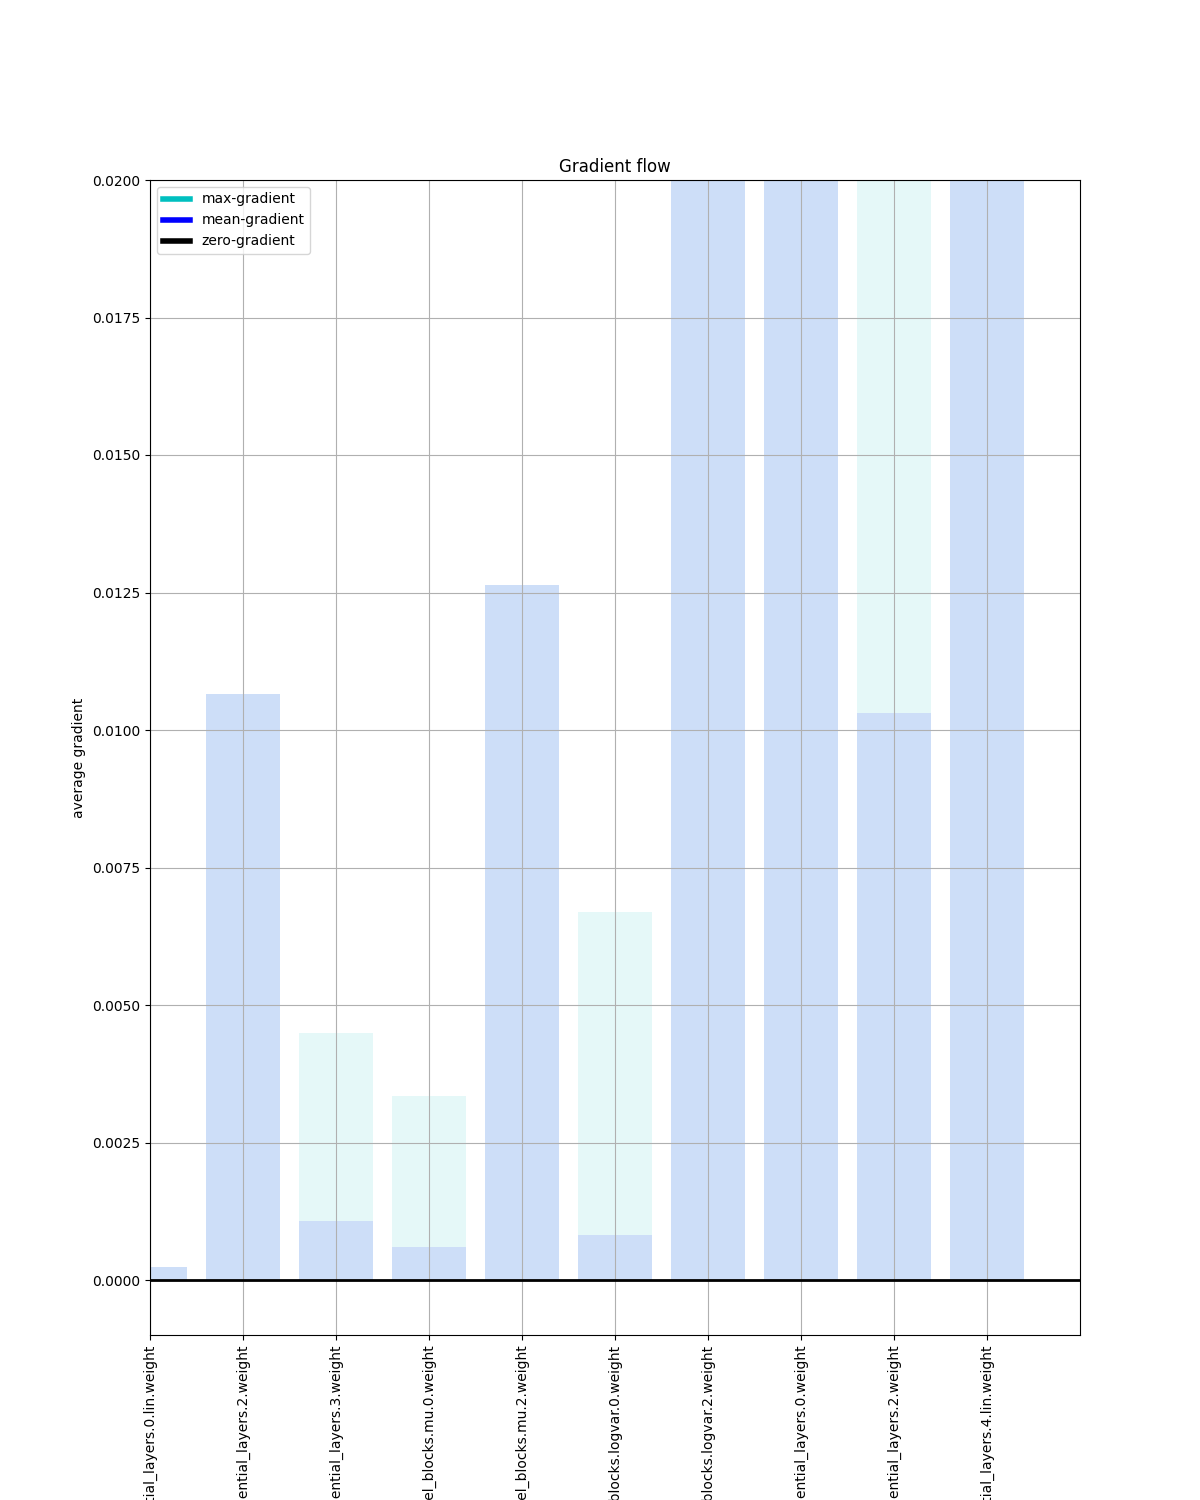 Gradient flow
max-gradient
mean-gradient
zero-gradient
0.0200
0.0175
0.0150
0.0125
0.0100
0.0075
0.0050
0.0025
0.0000
average gradient
tial_layers.0.lin.weight
ential_layers.2.weight
ential_layers.3.weight
el_blocks.mu.0.weight
el_blocks.mu.2.weight
blocks.logvar.0.weight
blocks.logvar.2.weight
ential_layers.0.weight
ential_layers.2.weight
tial_layers.4.lin.weight